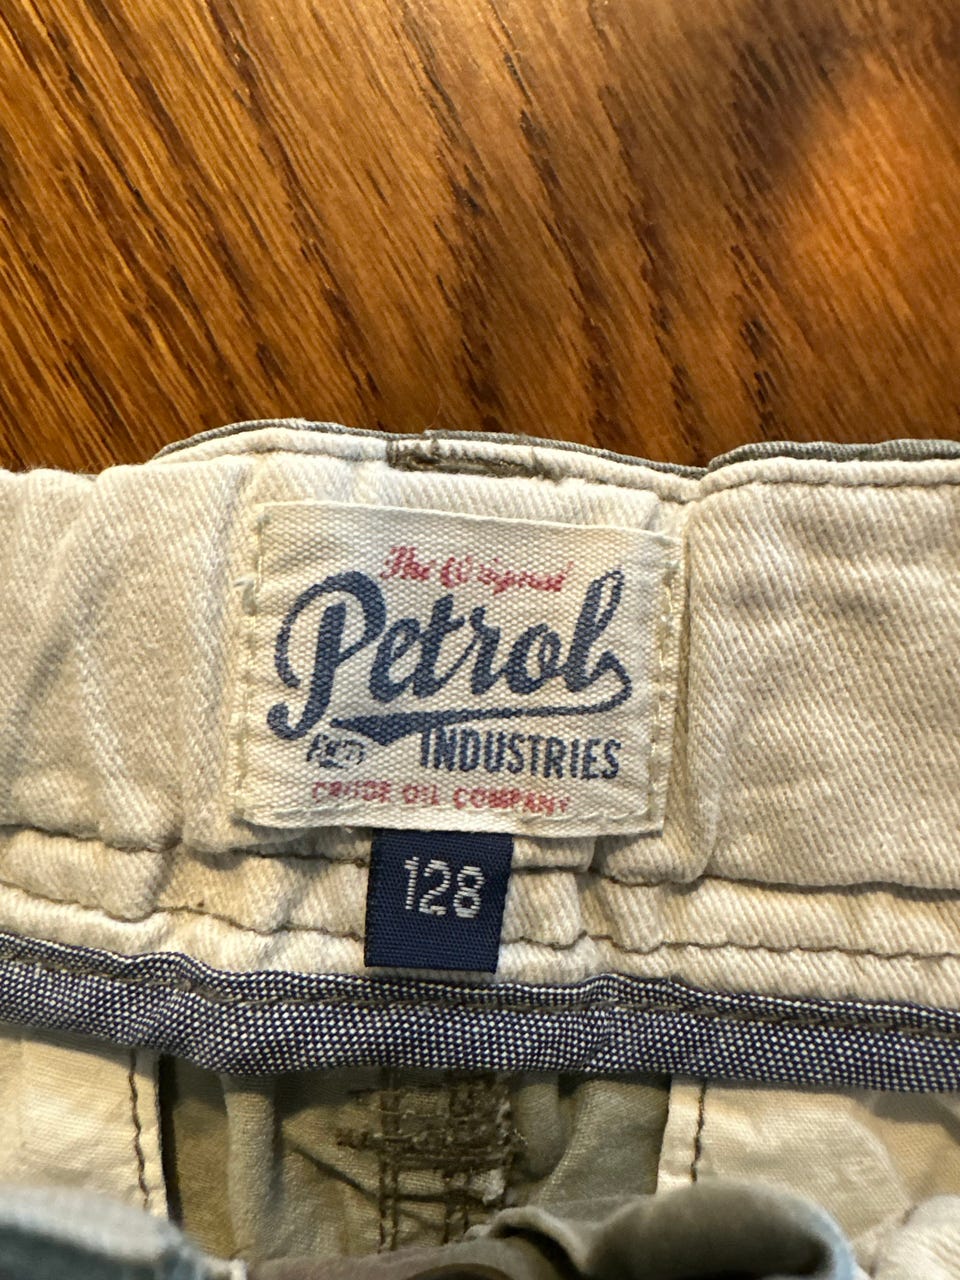 The Original
Petrol
INDUSTRIES
CRUDE OIL COMPANY
128